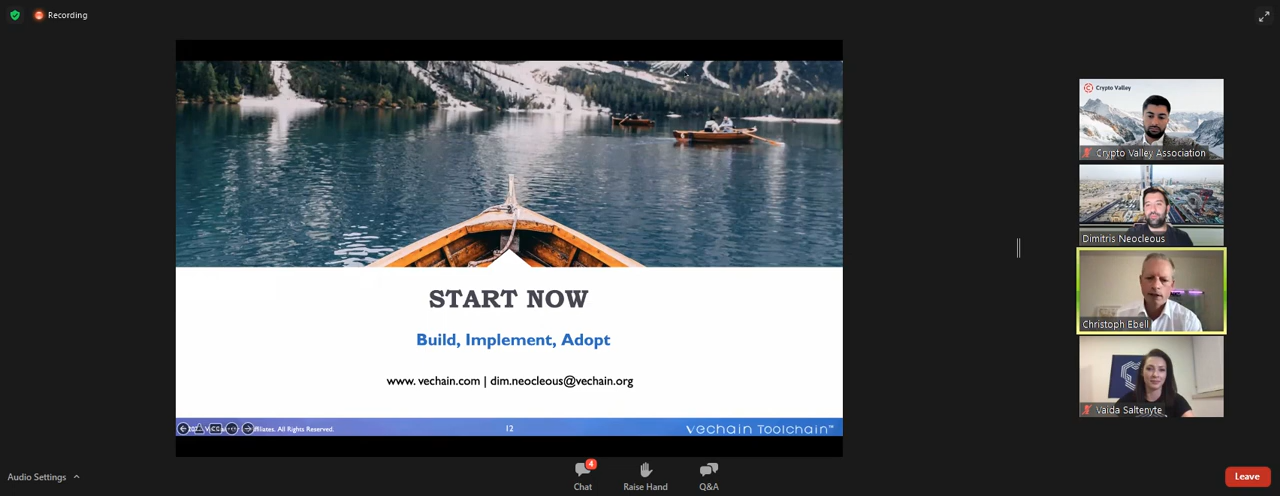 Recording
START NOW
Build, Implement, Adopt
www. vechain.com | dim.neocleous@vechain.org
ffiliates. All Rights Reserved.
12
vechain Toolchain™
Crypto Valley
Crypto Valley Association
Dimitris Neocleous
Christoph Ebell
Vaida Saltenyte
Audio Settings
4
Chat
Raise Hand
Q&A
Leave